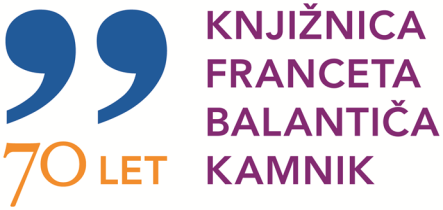 KNJIŽNICA
FRANCETA
BALANTIČA
KAMNIK
70 LET